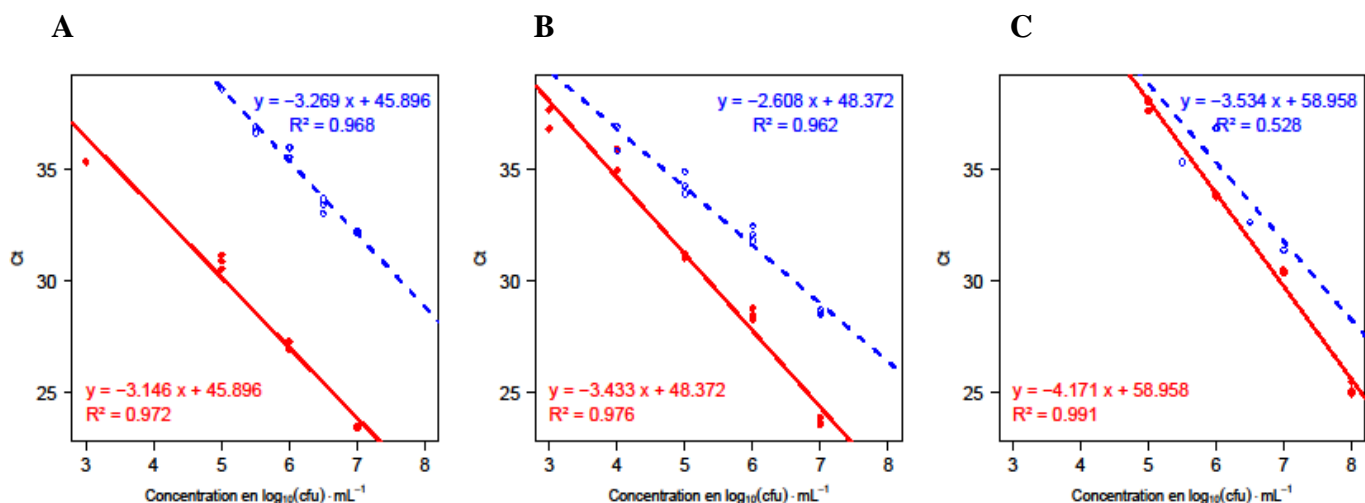 A
B
C
y = −3.269 x + 45.896
R² = 0.968
y = −3.146 x + 45.896
R² = 0.972
Ct
35
30
25
3 4 5 6 7 8
Concentration en log₁₀(cfu) · mL⁻¹
y = −2.608 x + 48.372
R² = 0.962
y = −3.433 x + 48.372
R² = 0.976
Ct
35
30
25
3 4 5 6 7 8
Concentration en log₁₀(cfu) · mL⁻¹
y = −3.534 x + 58.958
R² = 0.528
y = −4.171 x + 58.958
R² = 0.991
Ct
35
30
25
3 4 5 6 7 8
Concentration en log₁₀(cfu) · mL⁻¹